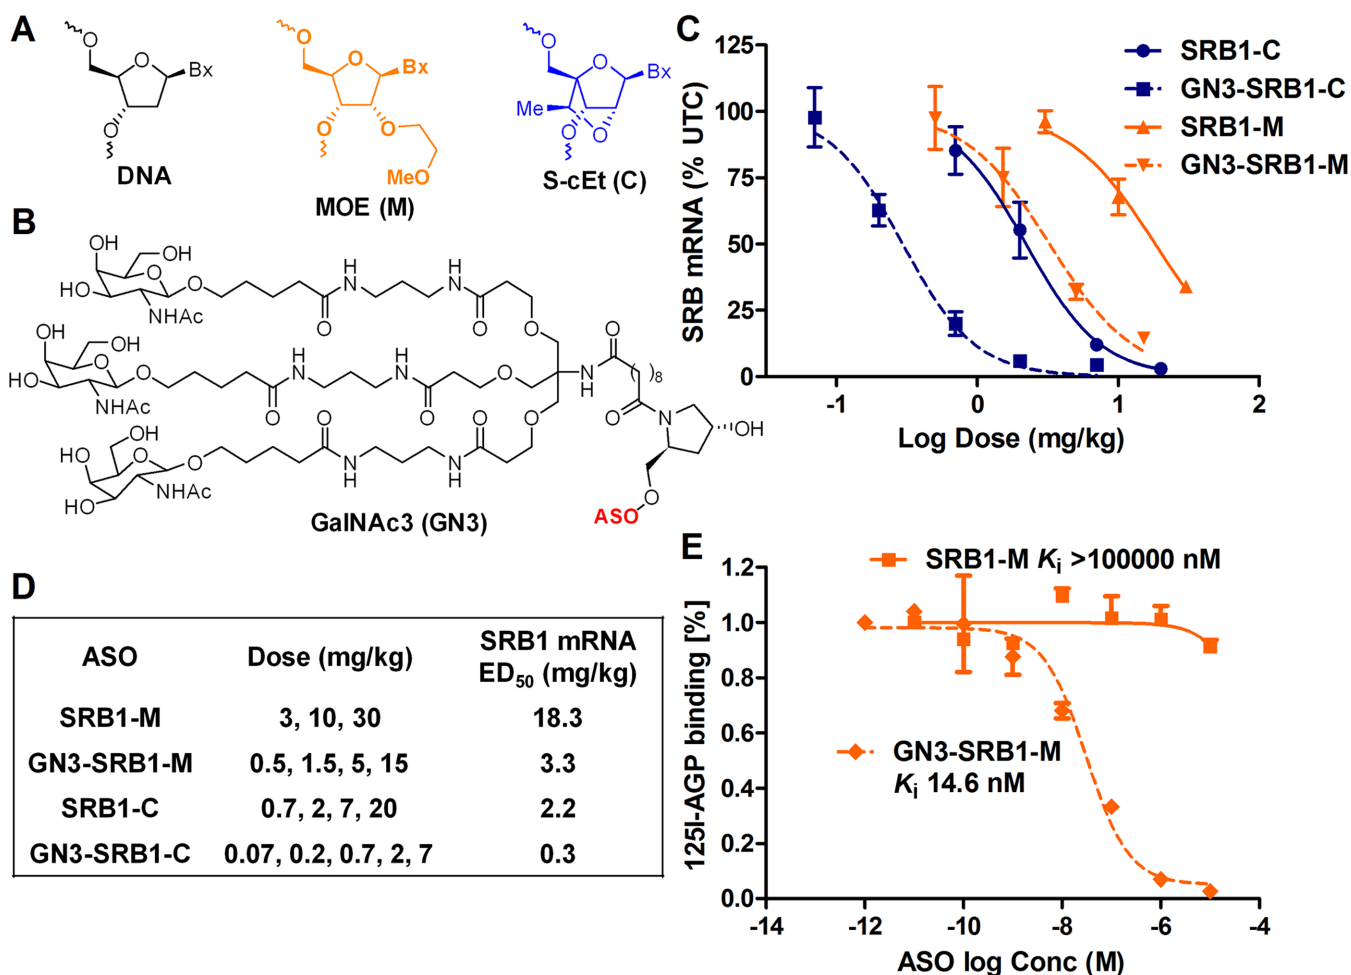 A
O
O
Bx
O
DNA
O
O
Bx
O
O
MeO
MOE (M)
O
O
Bx
Me
O
O
S-cEt (C)
B
OH
OH
O
HO
O
NHAc
O
N
H
H
N
O
O
OH
OH
O
HO
O
NHAc
O
H
N
N
H
O
O
H
N
O
)8
O
N
OH
O
ASO
OH
OH
O
HO
O
NHAc
O
N
H
N
H
O
O
GalNAc3 (GN3)
C
SRB mRNA (% UTC)
125
100
75
50
25
0
-1
0
1
2
Log Dose (mg/kg)
SRB1-C
GN3-SRB1-C
SRB1-M
GN3-SRB1-M
D
ASO Dose (mg/kg) SRB1 mRNA
ED50 (mg/kg)
SRB1-M 3, 10, 30 18.3
GN3-SRB1-M 0.5, 1.5, 5, 15 3.3
SRB1-C 0.7, 2, 7, 20 2.2
GN3-SRB1-C 0.07, 0.2, 0.7, 2, 7 0.3
E
125I-AGP binding [%]
1.2
1.0
0.8
0.6
0.4
0.2
0.0
-14
-12
-10
-8
-6
-4
ASO log Conc (M)
SRB1-M Ki >100000 nM
GN3-SRB1-M
Ki 14.6 nM